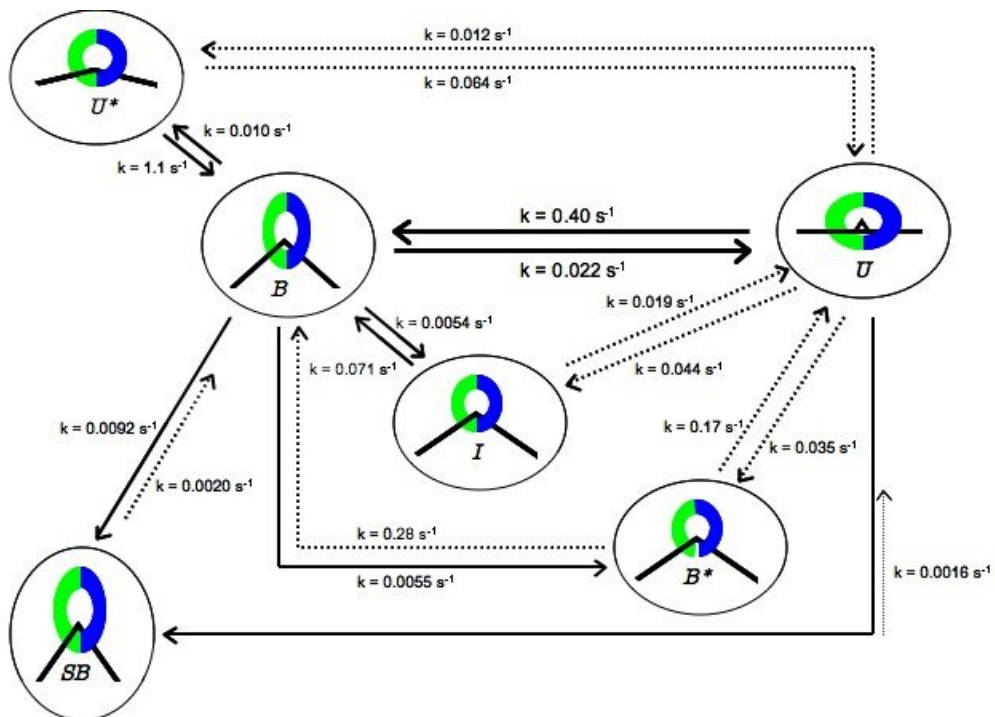 k = 0.012 s-1
k = 0.064 s-1
U*
k = 0.010 s-1
k = 1.1 s-1
k = 0.40 s-1
k = 0.022 s-1
B
U
k = 0.019 s-1
k = 0.0054 s-1
k = 0.071 s-1
k = 0.044 s-1
k = 0.0092 s-1
k = 0.17 s-1
k = 0.035 s-1
I
k = 0.0020 s-1
k = 0.28 s-1
B*
k = 0.0016 s-1
k = 0.0055 s-1
SB